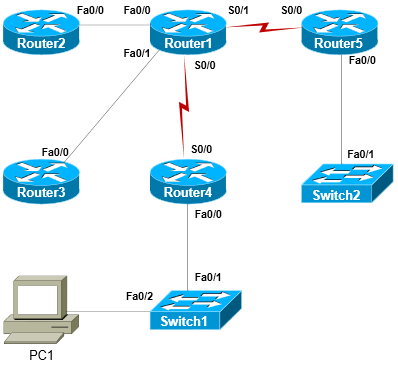 Fa0/0 Fa0/0 S0/1 S0/0
Router2 Router1 Router5
Fa0/1 S0/0 Fa0/0
Fa0/0 S0/0 Fa0/1
Router3 Router4 Switch2
Fa0/0
Fa0/1
Fa0/2
Switch1
PC1